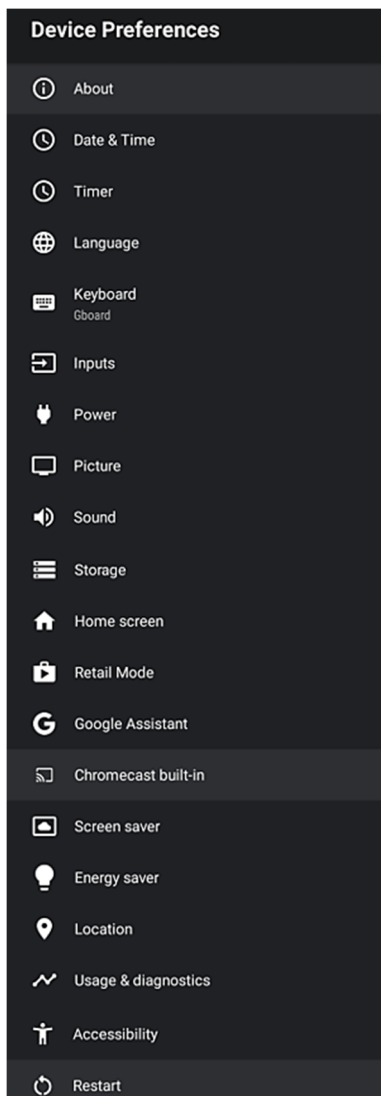 Device Preferences
About
Date & Time
Timer
Language
Keyboard
Gboard
Inputs
Power
Picture
Sound
Storage
Home screen
Retail Mode
Google Assistant
Chromecast built-in
Screen saver
Energy saver
Location
Usage & diagnostics
Accessibility
Restart